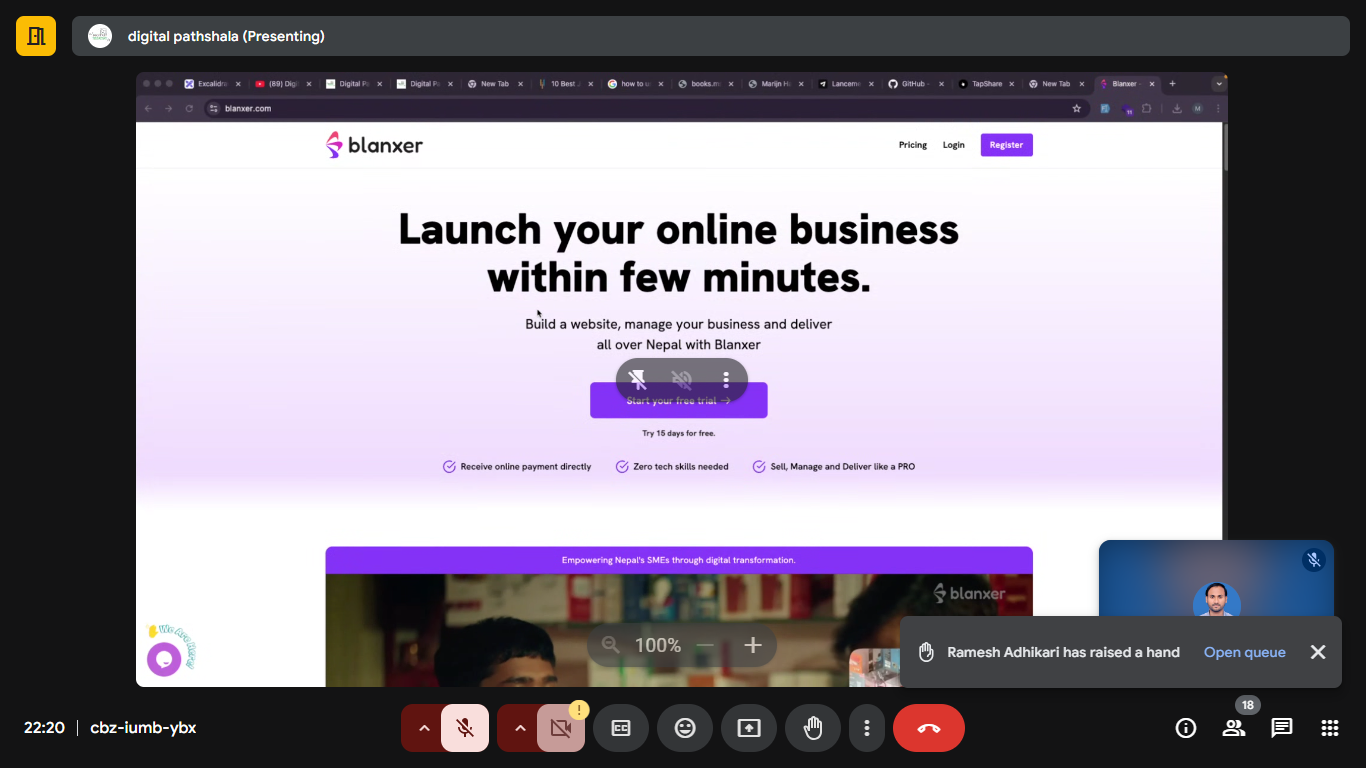 digital pathshala (Presenting)
Excalidra
(69) Digi
Digital P
Digital Pa
New Tab
10 Best
how to u
books.m
Marijn H
Lanceme
GitHub -
TapShare
New Tab
Blanxer -
blanxer.com
M
blanxer
Pricing
Login
Register
Launch your online business
within few minutes.
Build a website, manage your business and deliver
all over Nepal with Blanxer
Start your free trial →
Try 15 days for free.
Receive online payment directly
Zero tech skills needed
Sell, Manage and Deliver like a PRO
Empowering Nepal's SMEs through digital transformation.
blanxer
We Are Here!
100%
Ramesh Adhikari has raised a hand
Open queue
22:20
cbz-iumb-ybx
18